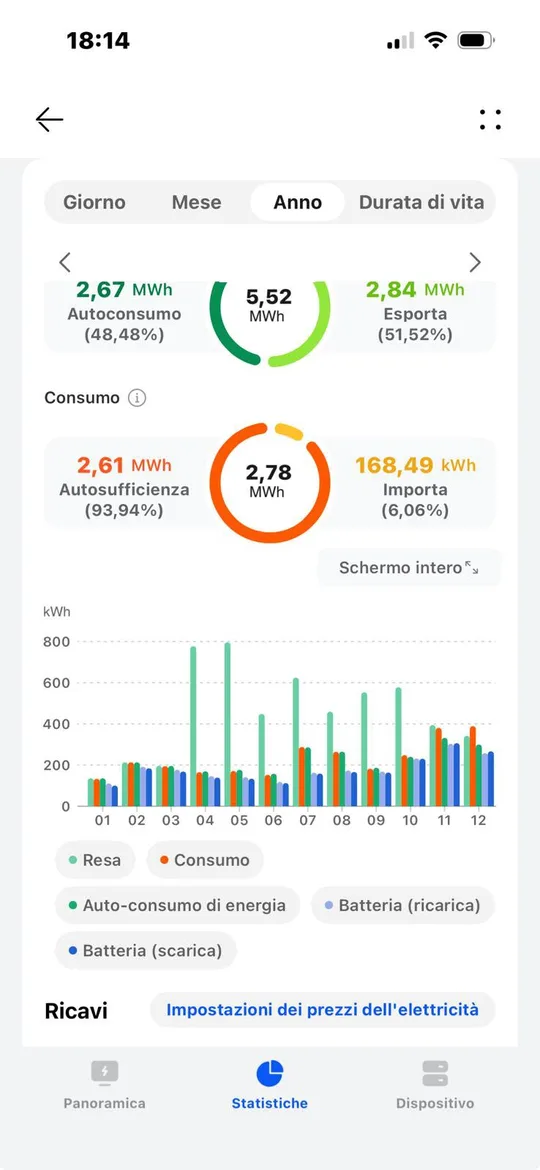 18:14
Giorno Mese Anno Durata di vita
2,67 MWh 5,52 2,84 MWh
Autoconsumo MWh Esporta
(48,48%) (51,52%)
Consumo
2,61 MWh 2,78 168,49 kWh
Autosufficienza MWh Importa
(93,94%) (6,06%)
Schermo intero
kWh
800
600
400
200
0
01 02 03 04 05 06 07 08 09 10 11 12
Resa Consumo
Auto-consumo di energia Batteria (ricarica)
Batteria (scarica)
Ricavi Impostazioni dei prezzi dell'elettricità
Panoramica Statistiche Dispositivo